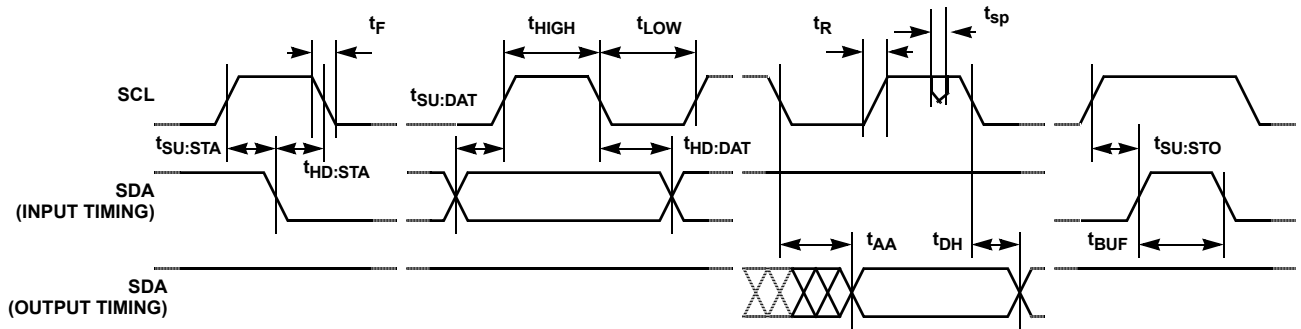 tF
tHIGH
tLOW
tR
tsp
SCL
tSU:DAT
tSU:STA
tHD:STA
tHD:DAT
tSU:STO
SDA
(INPUT TIMING)
tAA
tDH
tBUF
SDA
(OUTPUT TIMING)